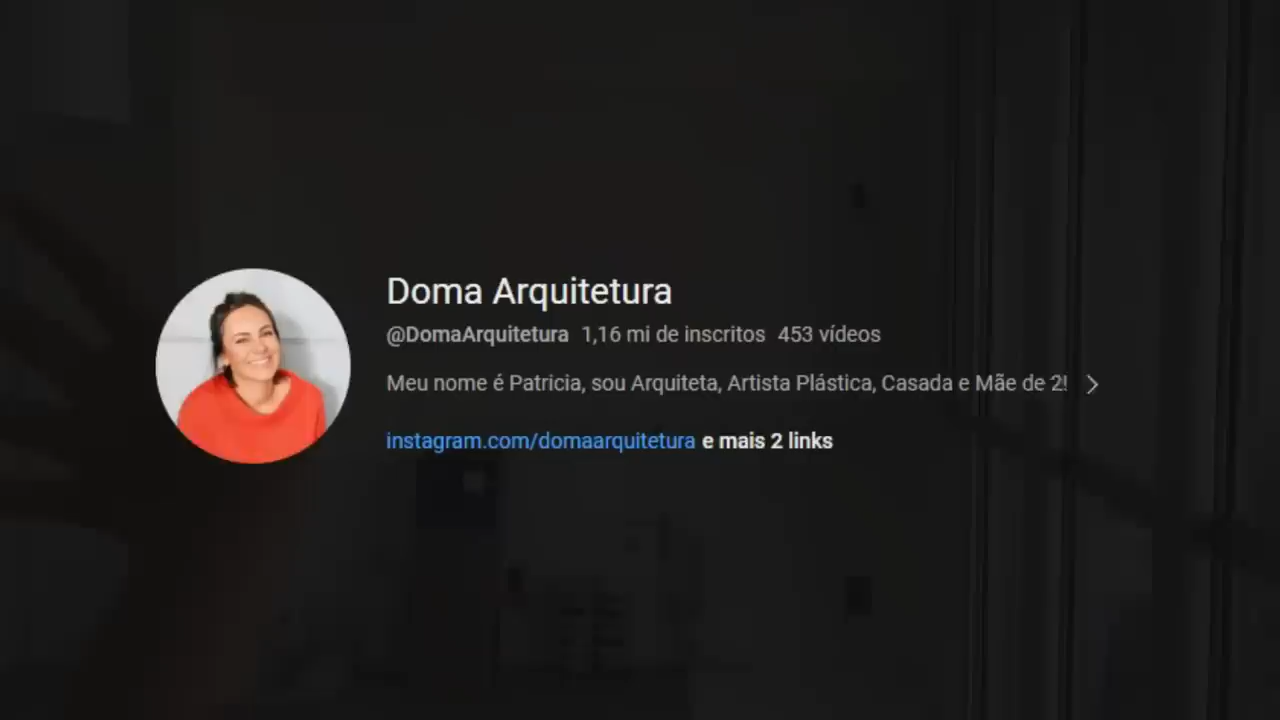 Doma Arquitetura
@DomaArquitetura 1,16 mi de inscritos 453 vídeos
Meu nome é Patricia, sou Arquiteta, Artista Plástica, Casada e Mãe de 2!
instagram.com/domaarquitetura e mais 2 links